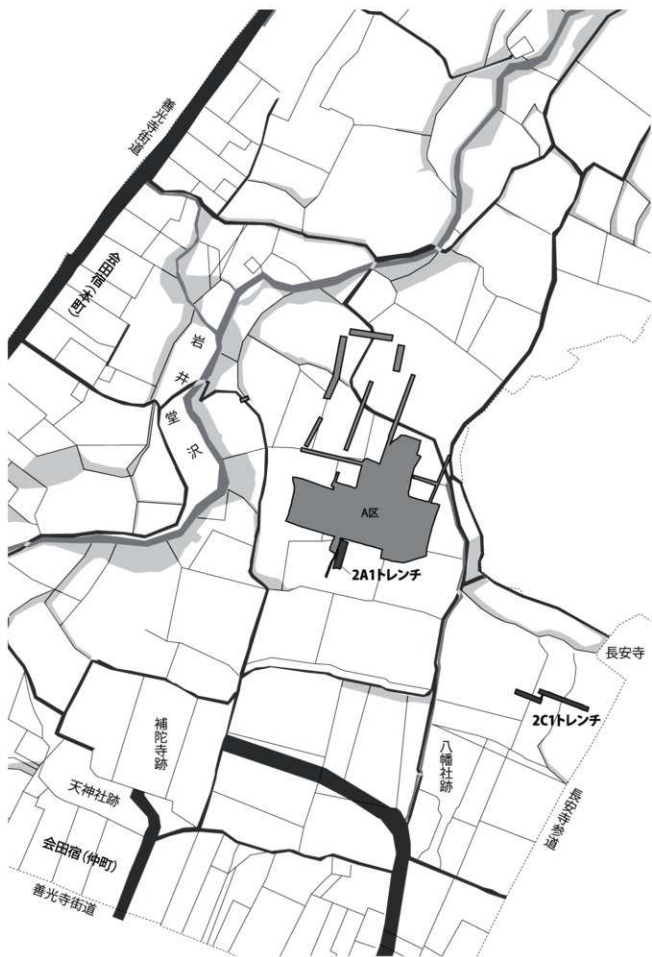 善光寺街道
会田宿(本町)
岩井堂沢
A区
2A1トレンチ
長安寺
2C1トレンチ
補陀寺跡
八幡社跡
天神社跡
長安寺参道
会田宿(仲町)
善光寺街道